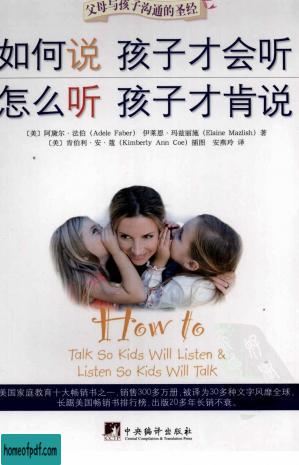 父母与孩子沟通的圣经
如何说 孩子才会听
怎么听 孩子才肯说
［美］阿黛尔·法伯（Adele Faber） 伊莱恩·玛兹丽施（Elaine Mazlish）著
［美］肯伯利·安·蔻（Kimberly Ann Coe）插图 安燕玲 译
How to
Talk So Kids Will Listen &
Listen So Kids Will Talk
美国家庭教育十大畅销书之一，销售300多万册，被译为30多种文字风靡全球，
长踞美国畅销书排行榜，出版20多年长销不衰。
CCTP
中央编译出版社
Central Compilation & Translation Press
homeofpdf.com